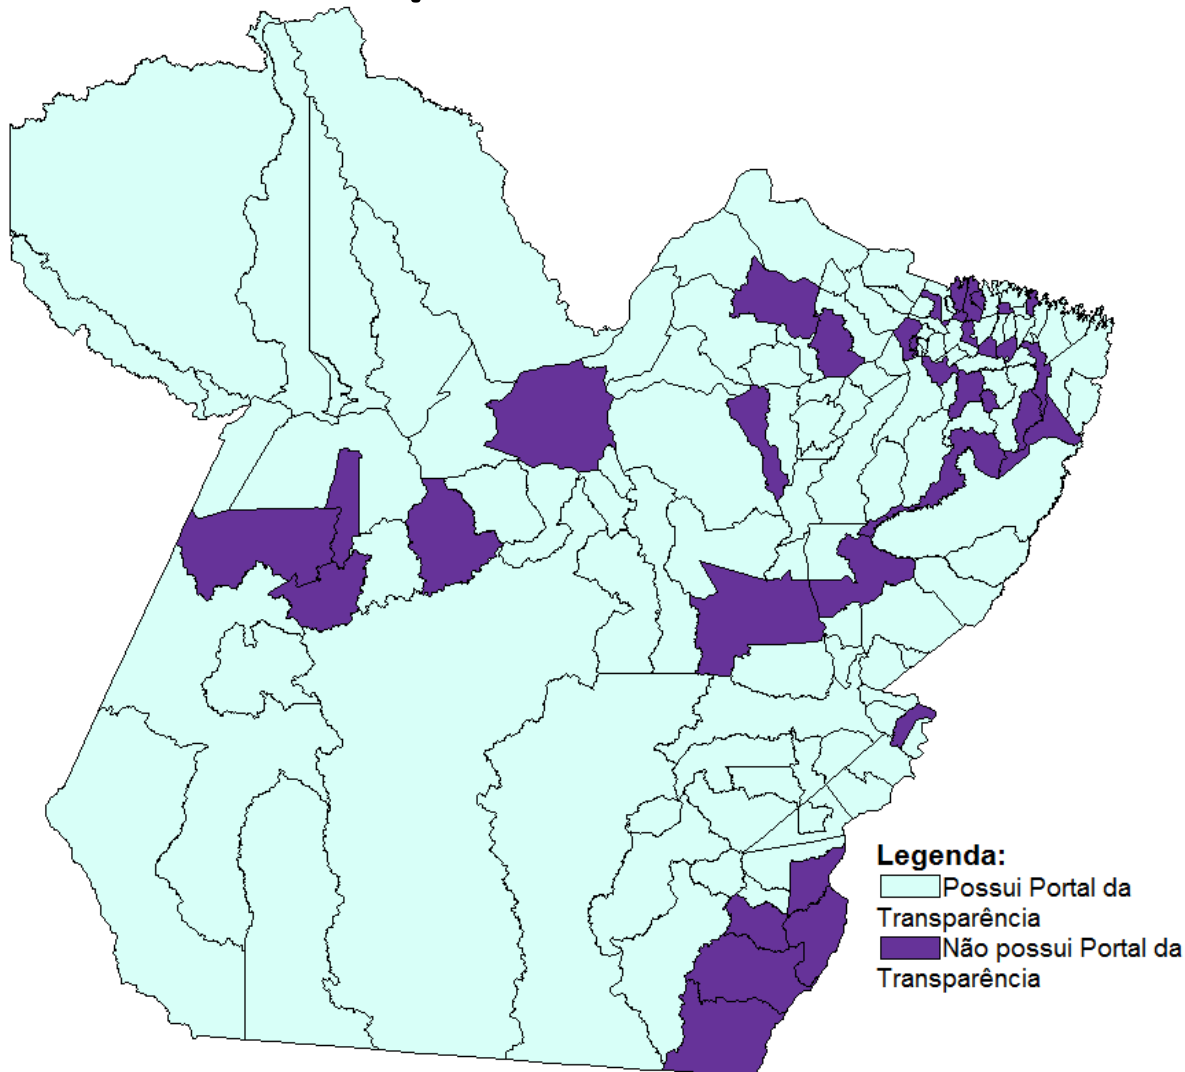 Legenda:
Possui Portal da
Transparência
Não possui Portal da
Transparência